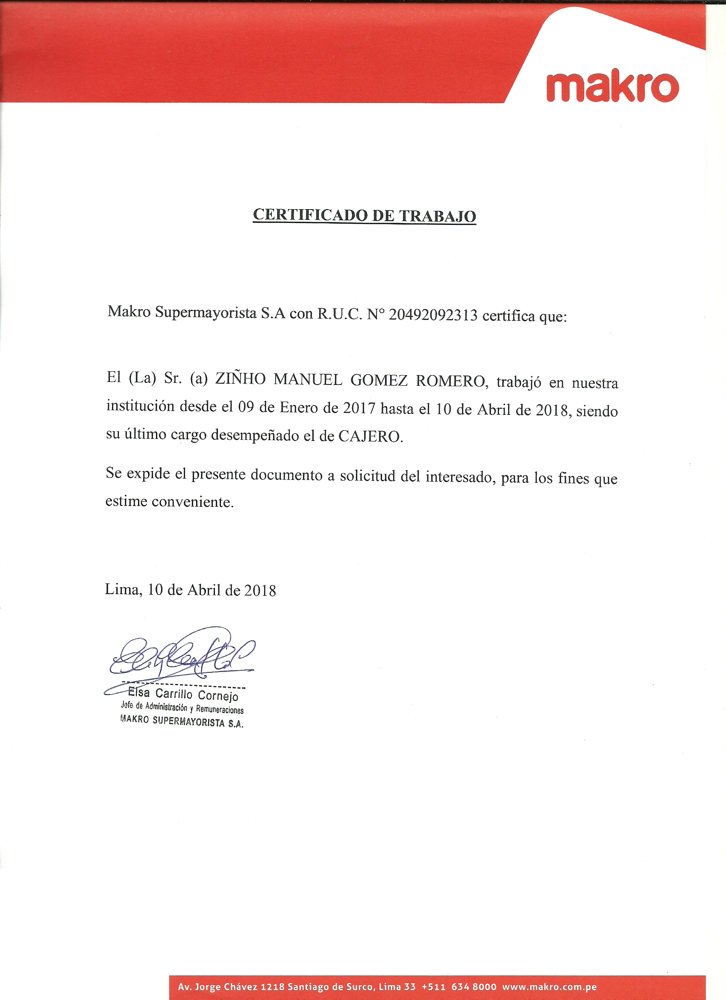 makro
CERTIFICADO DE TRABAJO
Makro Supermayorista S.A con R.U.C. N° 20492092313 certifica que:
El (La) Sr. (a) ZIÑHO MANUEL GOMEZ ROMERO, trabajó en nuestra
institución desde el 09 de Enero de 2017 hasta el 10 de Abril de 2018, siendo
su último cargo desempeñado el de CAJERO.
Se expide el presente documento a solicitud del interesado, para los fines que
estime conveniente.
Lima, 10 de Abril de 2018
Elsa Carrillo Cornejo
Jefe de Administración y Remuneraciones
MAKRO SUPERMAYORISTA S.A.
Av. Jorge Chávez 1218 Santiago de Surco, Lima 33 +511 634 8000 www.makro.com.pe